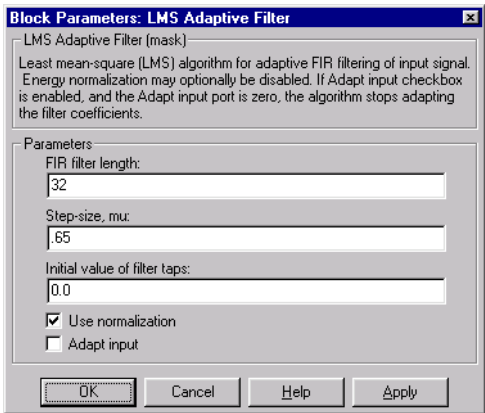 Block Parameters: LMS Adaptive Filter
LMS Adaptive Filter (mask)
Least mean-square (LMS) algorithm for adaptive FIR filtering of input signal.
Energy normalization may optionally be disabled. If Adapt input checkbox
is enabled, and the Adapt input port is zero, the algorithm stops adapting
the filter coefficients.
Parameters
FIR filter length:
32
Step-size, mu:
.65
Initial value of filter taps:
0.0
Use normalization
Adapt input
OK Cancel Help Apply